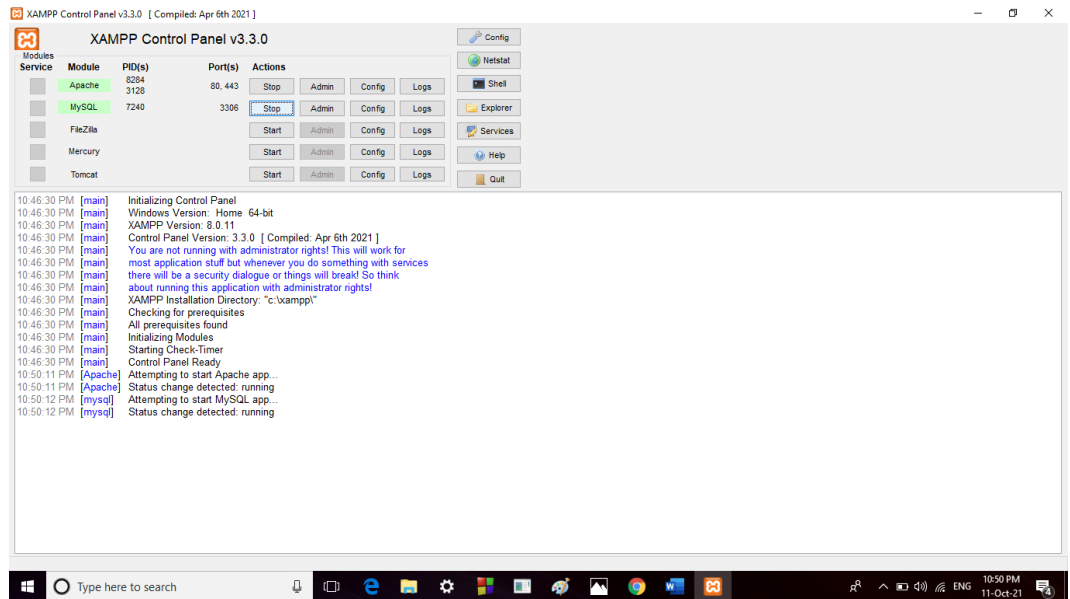 XAMPP Control Panel v3.3.0 [ Compiled: Apr 6th 2021 ]
XAMPP Control Panel v3.3.0
Config
Modules
Service Module PID(s) Port(s) Actions
Netstat
Apache 8284 3128 80, 443 Stop Admin Config Logs
Shell
MySQL 7240 3306 Stop Admin Config Logs
Explorer
FileZilla Start Admin Config Logs
Services
Mercury Start Admin Config Logs
Help
Tomcat Start Admin Config Logs
Quit
10:46:30 PM [main] Initializing Control Panel
10:46:30 PM [main] Windows Version: Home 64-bit
10:46:30 PM [main] XAMPP Version: 8.0.11
10:46:30 PM [main] Control Panel Version: 3.3.0 [ Compiled: Apr 6th 2021 ]
10:46:30 PM [main] You are not running with administrator rights! This will work for
10:46:30 PM [main] most application stuff but whenever you do something with services
10:46:30 PM [main] there will be a security dialogue or things will break! So think
10:46:30 PM [main] about running this application with administrator rights!
10:46:30 PM [main] XAMPP Installation Directory: "c:\xampp\"
10:46:30 PM [main] Checking for prerequisites
10:46:30 PM [main] All prerequisites found
10:46:30 PM [main] Initializing Modules
10:46:30 PM [main] Starting Check-Timer
10:46:30 PM [main] Control Panel Ready
10:50:11 PM [Apache] Attempting to start Apache app...
10:50:11 PM [Apache] Status change detected: running
10:50:12 PM [mysql] Attempting to start MySQL app...
10:50:12 PM [mysql] Status change detected: running
Type here to search
ENG
10:50 PM
11-Oct-21
4